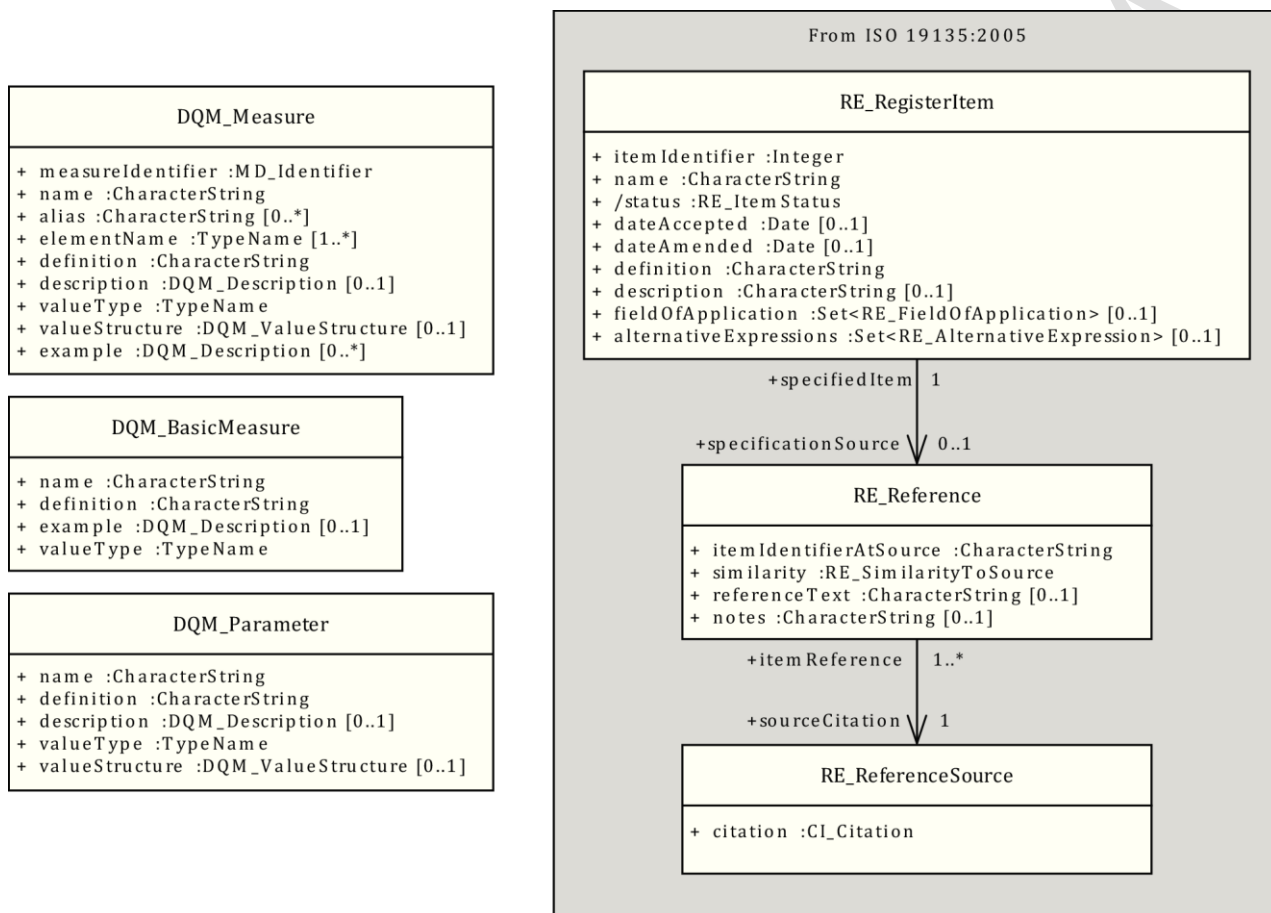 DQM_Measure
+ measureIdentifier :MD_Identifier
+ name :CharacterString
+ alias :CharacterString [0..*]
+ elementName :TypeName [1..*]
+ definition :CharacterString
+ description :DQM_Description [0..1]
+ valueType :TypeName
+ valueStructure :DQM_ValueStructure [0..1]
+ example :DQM_Description [0..*]
DQM_BasicMeasure
+ name :CharacterString
+ definition :CharacterString
+ example :DQM_Description [0..1]
+ valueType :TypeName
DQM_Parameter
+ name :CharacterString
+ definition :CharacterString
+ description :DQM_Description [0..1]
+ valueType :TypeName
+ valueStructure :DQM_ValueStructure [0..1]
From ISO 19135:2005
RE_RegisterItem
+ itemIdentifier :Integer
+ name :CharacterString
+ /status :RE_ItemStatus
+ dateAccepted :Date [0..1]
+ dateAmended :Date [0..1]
+ definition :CharacterString
+ description :CharacterString [0..1]
+ fieldOfApplication :Set<RE_FieldOfApplication> [0..1]
+ alternativeExpressions :Set<RE_AlternativeExpression> [0..1]
+specifiedItem 1
+specificationSource 0..1
RE_Reference
+ itemIdentifierAtSource :CharacterString
+ similarity :RE_SimilarityToSource
+ referenceText :CharacterString [0..1]
+ notes :CharacterString [0..1]
+itemReference 1..*
+sourceCitation 1
RE_ReferenceSource
+ citation :CI_Citation